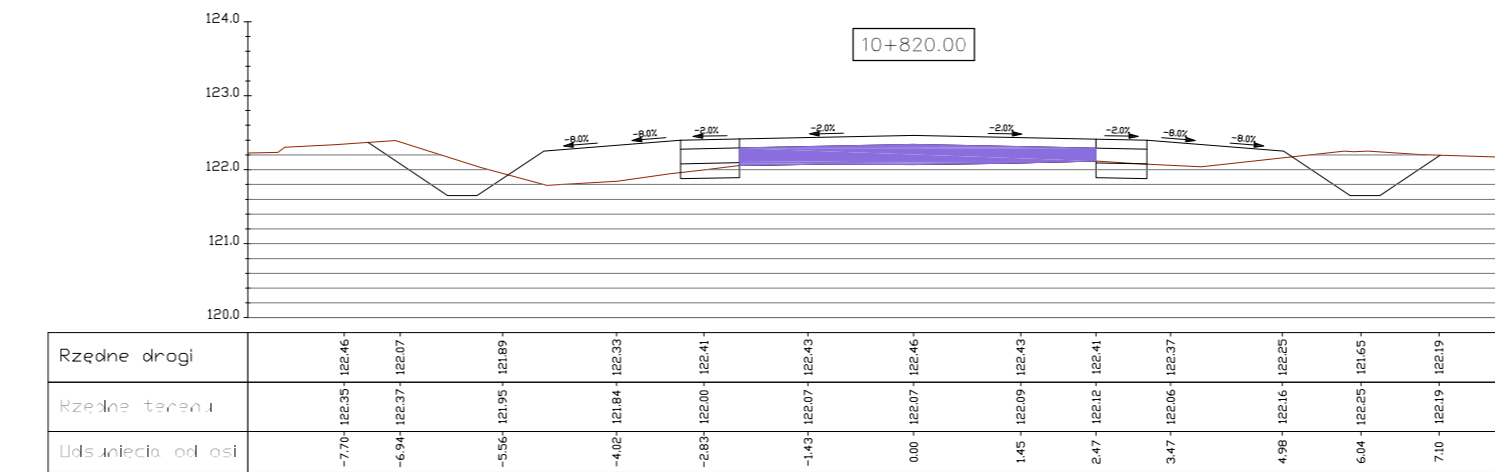 124.0
10+820.00
123.0
-8.0% -8.0% -2.0% -2.0% -2.0% -2.0% -8.0% -8.0%
122.0
121.0
120.0
Rzędne drogi 122.46 122.07 121.89 122.33 122.41 122.43 122.46 122.43 122.41 122.37 122.25 121.65 122.19
Rzędne terenu 122.35 122.37 121.95 121.84 122.00 122.07 122.07 122.09 122.12 122.06 122.16 122.25 122.19
Udsunięcia od osi -7.70 -6.94 -5.56 -4.02 -2.83 -1.43 0.00 1.45 2.47 3.47 4.98 6.04 7.10